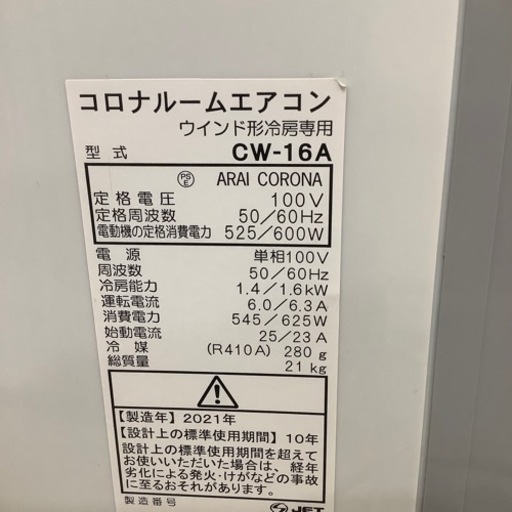 コロナルームエアコン
ウインド形冷房専用
型式 CW-16A
PSE ARAI CORONA
定格電圧 100V
定格周波数 50/60Hz
電動機の定格消費電力 525/600W
電源 単相100V
周波数 50/60Hz
冷房能力 1.4/1.6kW
運転電流 6.0/6.3A
消費電力 545/625W
始動電流 25/23A
冷媒 (R410A) 280g
総質量 21kg
【製造年】2021年
【設計上の標準使用期間】10年
設計上の標準使用期間を超えて
お使いいただいた場合は、経年
劣化による発火・けがなどの事故
に至るおそれがあります。
製造番号 JET